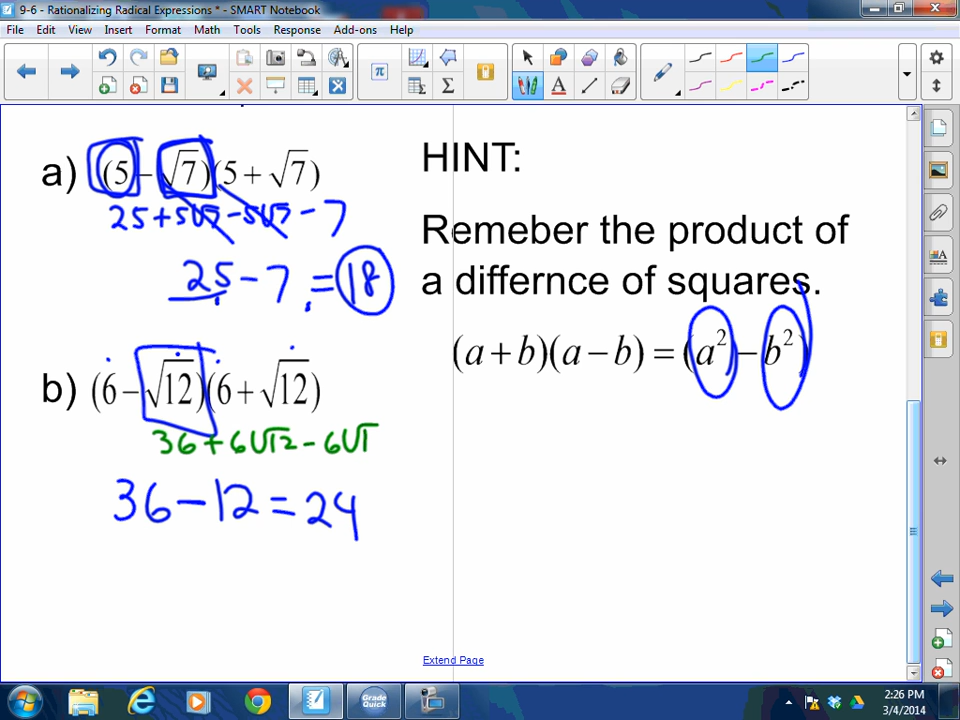 9-6 - Rationalizing Radical Expressions * - SMART Notebook
File Edit View Insert Format Math Tools Response Add-ons Help
a) (5 − √7)(5 + √7)
25 + 5√7 − 5√7 − 7
25 − 7 = 18
b) (6 − √12)(6 + √12)
36 + 6√12 − 6√1
36 − 12 = 24
HINT:
Remeber the product of
a differnce of squares.
(a + b)(a − b) = (a² − b²)
Extend Page
Grade Quick
2:26 PM
3/4/2014